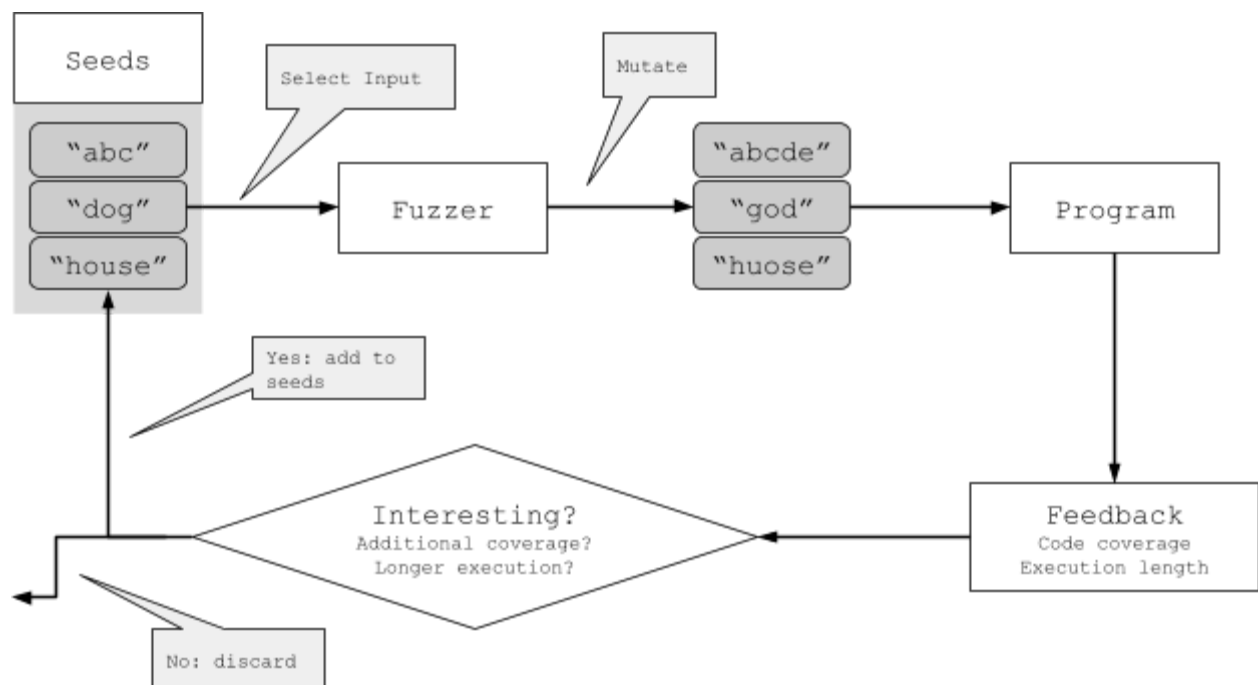 Seeds
“abc”
“dog”
“house”
Select Input
Fuzzer
Mutate
“abcde”
“god”
“huose”
Program
Feedback
Code coverage
Execution length
Interesting?
Additional coverage?
Longer execution?
Yes: add to
seeds
No: discard